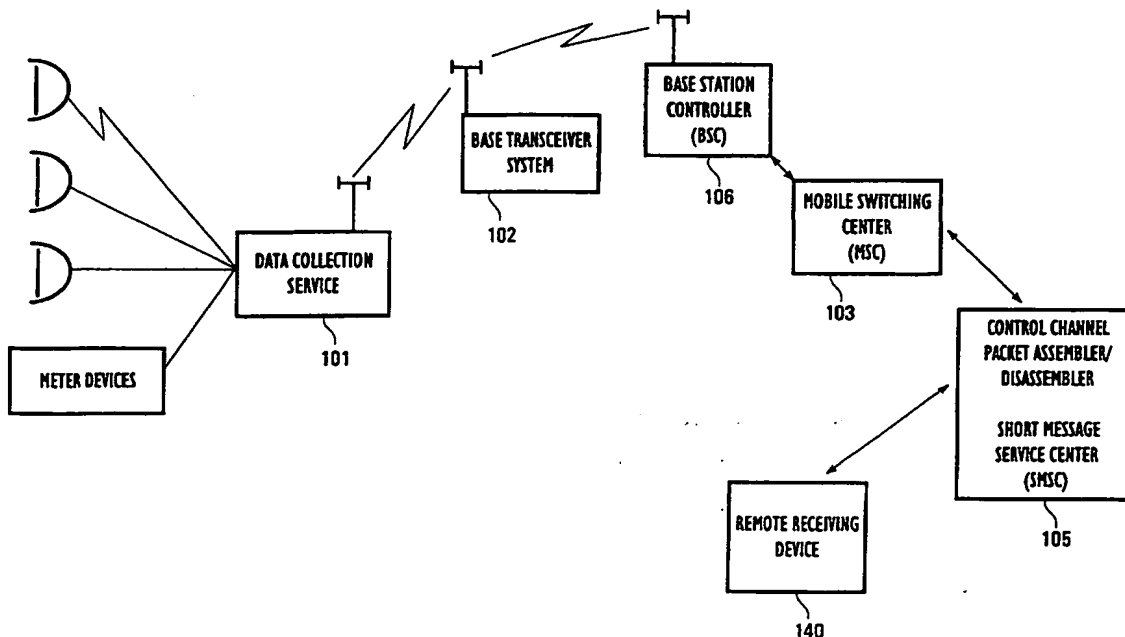 BASE STATION
CONTROLLER
(BSC)
106
BASE TRANSCEIVER
SYSTEM
102
MOBILE SWITCHING
CENTER
(MSC)
103
DATA COLLECTION
SERVICE
101
METER DEVICES
CONTROL CHANNEL
PACKET ASSEMBLER/
DISASSEMBLER
SHORT MESSAGE
SERVICE CENTER
(SMSC)
105
REMOTE RECEIVING
DEVICE
140